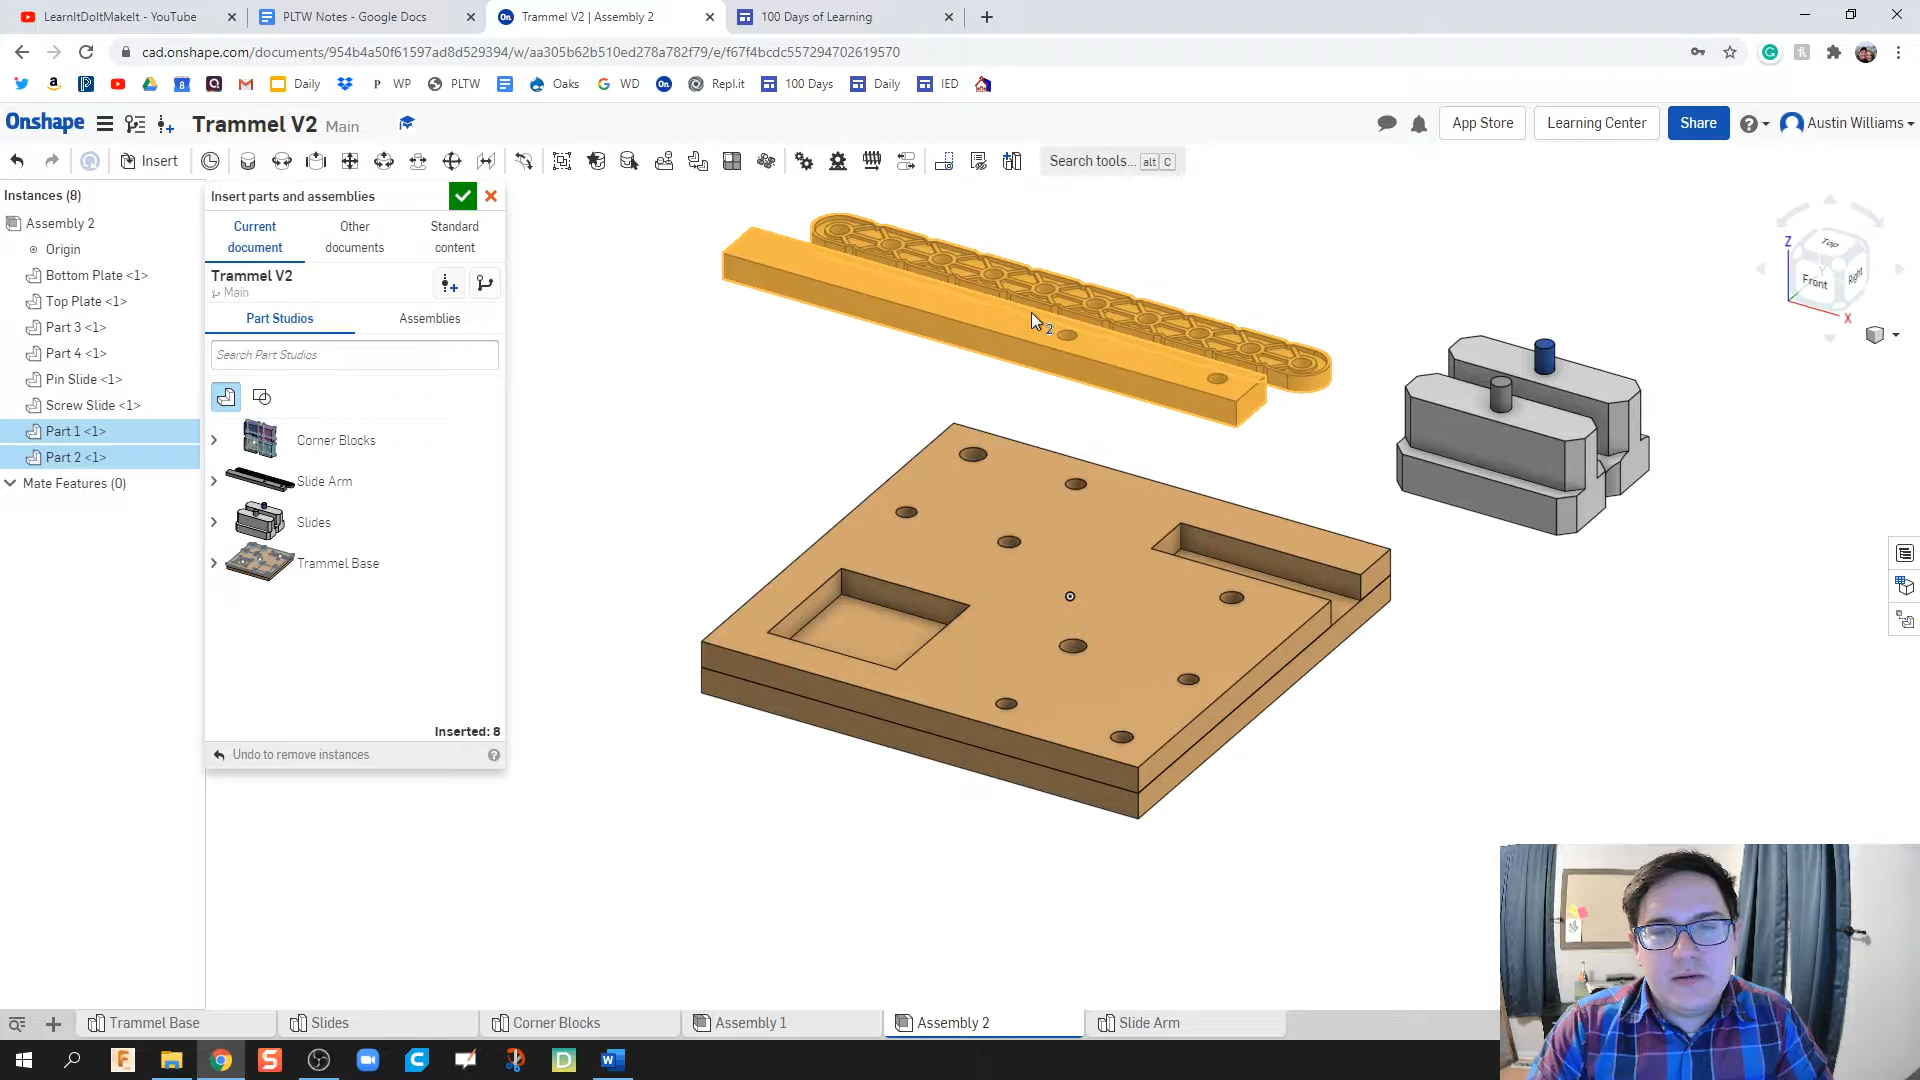 LearnItDoItMakeIt - YouTube
PLTW Notes - Google Docs
Trammel V2 | Assembly 2
100 Days of Learning
cad.onshape.com/documents/954b4a50f61597ad8d529394/w/aa305b62b510ed278a782f79/e/f67f4bcdc557294702619570
Daily
WP
PLTW
Oaks
WD
Repl.it
100 Days
Daily
IED
Onshape
Trammel V2 Main
App Store
Learning Center
Share
Austin Williams
Insert
Search tools... alt C
Instances (8)
Assembly 2
Origin
Bottom Plate <1>
Top Plate <1>
Part 3 <1>
Part 4 <1>
Pin Slide <1>
Screw Slide <1>
Part 1 <1>
Part 2 <1>
Mate Features (0)
Insert parts and assemblies
Current document
Other documents
Standard content
Trammel V2
Main
Part Studios
Assemblies
Search Part Studios
Corner Blocks
Slide Arm
Slides
Trammel Base
Inserted: 8
Undo to remove instances
2
Z
Top
Front
Right
X
Trammel Base
Slides
Corner Blocks
Assembly 1
Assembly 2
Slide Arm